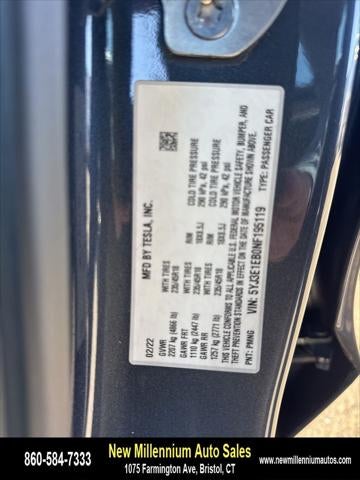 MFD BY TESLA, INC.
02/22
GVWR
2207 kg (4866 lb)
GAWR FRT
1110 kg (2447 lb)
GAWR RR
1257 kg (2771 lb)
WITH TIRES
235/45R18
WITH TIRES
235/45R18
RIM
18X8.5J
RIM
18X8.5J
COLD TIRE PRESSURE
290 kPa, 42 psi
COLD TIRE PRESSURE
290 kPa, 42 psi
THIS VEHICLE CONFORMS TO ALL APPLICABLE
U.S. FEDERAL MOTOR VEHICLE SAFETY, BUMPER, AND
THEFT PREVENTION STANDARDS IN EFFECT ON THE DATE OF
MANUFACTURE SHOWN ABOVE.
VIN: 5YJ3E1EB0NF195119
PNT: PMNG
TYPE: PASSENGER CAR
860-584-7333
New Millennium Auto Sales
1075 Farmington Ave, Bristol, CT
www.newmillenniumautos.com